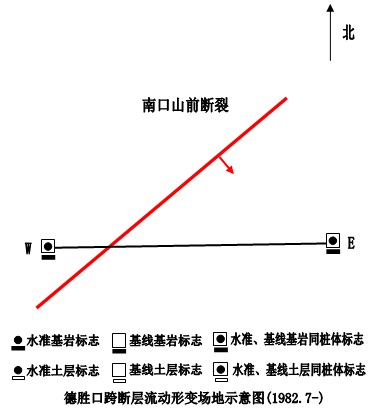 北
南口山前断裂
W
E
水准基岩标志 基线基岩标志 水准、基线基岩同桩体标志
水准土层标志 基线土层标志 水准、基线土层同桩体标志
德胜口跨断层流动形变场地示意图(1982.7-)